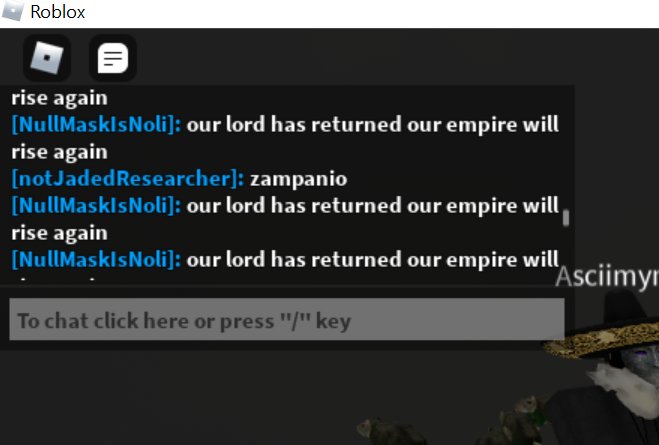 Roblox
rise again
[NullMaskIsNoli]: our lord has returned our empire will
rise again
[notJadedResearcher]: zampanio
[NullMaskIsNoli]: our lord has returned our empire will
rise again
[NullMaskIsNoli]: our lord has returned our empire will
To chat click here or press "/" key